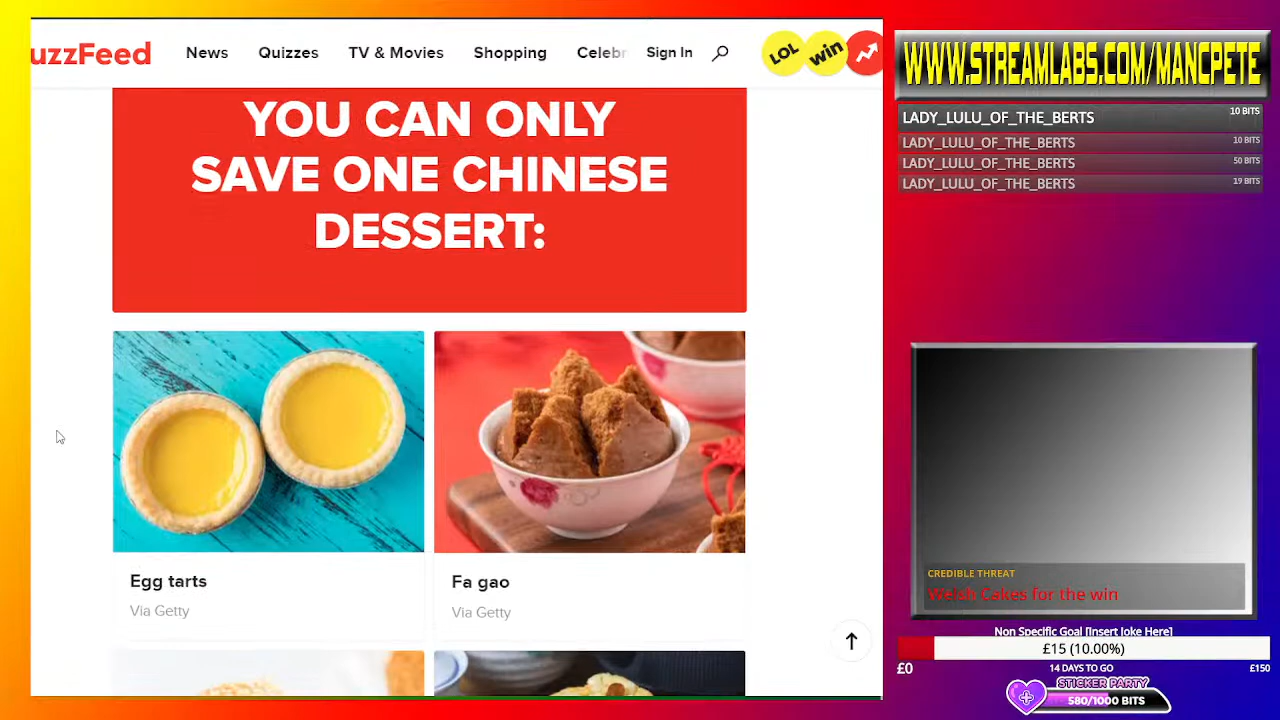 uzzFeed
News
Quizzes
TV & Movies
Shopping
Celebr
Sign In
LOL
win
YOU CAN ONLY
SAVE ONE CHINESE
DESSERT:
Egg tarts
Via Getty
Fa gao
Via Getty
WWW.STREAMLABS.COM/MANCPETE
LADY_LULU_OF_THE_BERTS 10 BITS
LADY_LULU_OF_THE_BERTS 10 BITS
LADY_LULU_OF_THE_BERTS 50 BITS
LADY_LULU_OF_THE_BERTS 19 BITS
CREDIBLE THREAT
Welsh Cakes for the win
Non Specific Goal [Insert Joke Here]
£15 (10.00%)
£0 14 DAYS TO GO £150
STICKER PARTY
580/1000 BITS